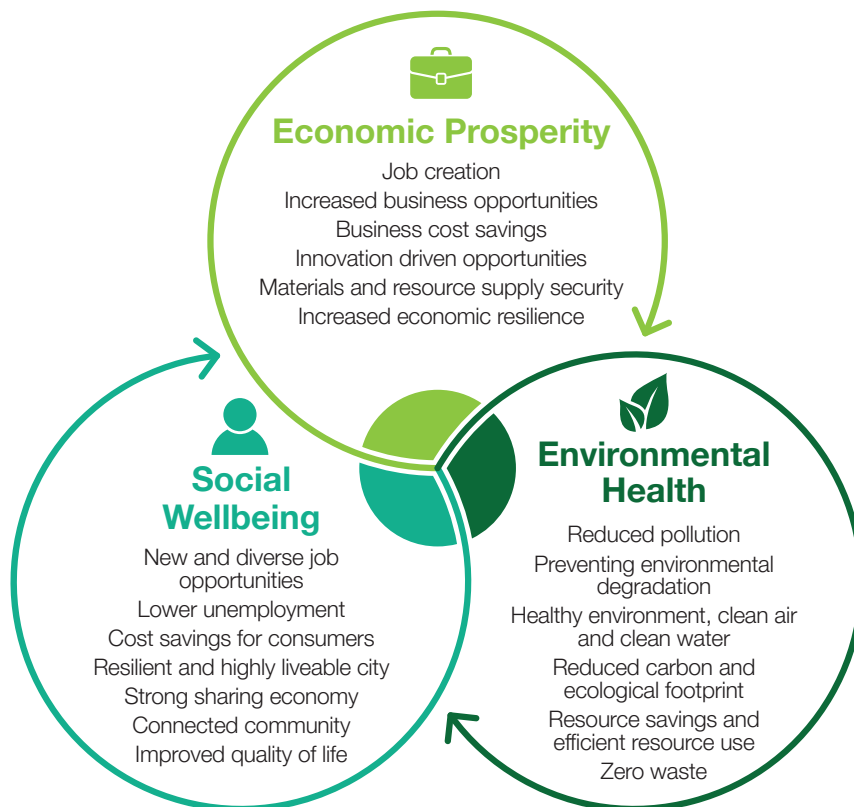 Economic Prosperity
Job creation
Increased business opportunities
Business cost savings
Innovation driven opportunities
Materials and resource supply security
Increased economic resilience
Social
Wellbeing
New and diverse job
opportunities
Lower unemployment
Cost savings for consumers
Resilient and highly liveable city
Strong sharing economy
Connected community
Improved quality of life
Environmental
Health
Reduced pollution
Preventing environmental
degradation
Healthy environment, clean air
and clean water
Reduced carbon and
ecological footprint
Resource savings and
efficient resource use
Zero waste